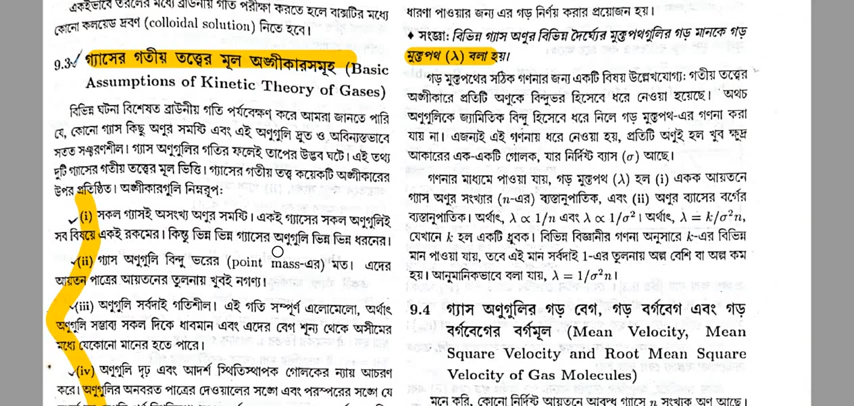 একইভাবে তরলের মধ্যে ব্রাউনীয় গতি পরীক্ষা করতে হলে বাক্সটির মধ্যে
কোনো কলয়েড দ্রবণ (colloidal solution) নিতে হবে।
9.3 গ্যাসের গতীয় তত্ত্বের মূল অঙ্গীকারসমূহ (Basic
Assumptions of Kinetic Theory of Gases)
বিভিন্ন ঘটনা বিশেষত ব্রাউনীয় গতি পর্যবেক্ষণ করে আমরা জানতে পারি
যে, কোনো গ্যাস কিছু অণুর সমষ্টি এবং এই অণুগুলি দ্রুত ও অবিন্যস্তভাবে
সতত সঞ্চরণশীল। গ্যাস অণুগুলির গতির ফলেই তাপের উদ্ভব ঘটে। এই তথ্য
দুটি গ্যাসের গতীয় তত্ত্বের মূল ভিত্তি। গ্যাসের গতীয় তত্ত্ব কয়েকটি অঙ্গীকারের
উপর প্রতিষ্ঠিত। অঙ্গীকারগুলি নিম্নরূপ:
(i) সকল গ্যাসই অসংখ্য অণুর সমষ্টি। একই গ্যাসের সকল অণুগুলিই
সব বিষয়ে একই রকমের। কিন্তু ভিন্ন ভিন্ন গ্যাসের অণুগুলি ভিন্ন ভিন্ন ধরনের।
(ii) গ্যাস অণুগুলি বিন্দু ভরের (point mass-এর) মত। এদের
আয়তন পাত্রের আয়তনের তুলনায় খুবই নগণ্য।
(iii) অণুগুলি সর্বদাই গতিশীল। এই গতি সম্পূর্ণ এলোমেলো, অর্থাৎ
অণুগুলি সম্ভাব্য সকল দিকে ধাবমান এবং এদের বেগ শূন্য থেকে অসীমের
মধ্যে যেকোনো মানের হতে পারে।
(iv) অণুগুলি দৃঢ় এবং আদর্শ স্থিতিস্থাপক গোলকের ন্যায় আচরণ
করে। অণুগুলির অনবরত পাত্রের দেওয়ালের সঙ্গে এবং পরস্পরের সঙ্গে যে
ধারণা পাওয়ার জন্য এর গড় নির্ণয় করার প্রয়োজন হয়।
♦ সংজ্ঞা: বিভিন্ন গ্যাস অণুর বিভিন্ন দৈর্ঘ্যের মুক্তপথগুলির গড় মানকে গড়
মুক্তপথ (λ) বলা হয়।
গড় মুক্তপথের সঠিক গণনার জন্য একটি বিষয় উল্লেখযোগ্য: গতীয় তত্ত্বের
অঙ্গীকারে প্রতিটি অণুকে বিন্দুভর হিসেবে ধরে নেওয়া হয়েছে। অথচ
অণুগুলিকে জ্যামিতিক বিন্দু হিসেবে ধরে নিলে গড় মুক্তপথ-এর গণনা করা
যায় না। এজন্যই এই গণনায় ধরে নেওয়া হয়, প্রতিটি অণুই হল খুব ক্ষুদ্র
আকারের এক-একটি গোলক, যার নির্দিষ্ট ব্যাস (σ) আছে।
গণনার মাধ্যমে পাওয়া যায়, গড় মুক্তপথ (λ) হল (i) একক আয়তনে
গ্যাস অণুর সংখ্যার (n-এর) ব্যস্তানুপাতিক, এবং (ii) অণুর ব্যাসের বর্গের
ব্যস্তানুপাতিক। অর্থাৎ, λ ∝ 1/n এবং λ ∝ 1/σ²। অর্থাৎ, λ = k/σ²n,
যেখানে k হল একটি ধ্রুবক। বিভিন্ন বিজ্ঞানীর গণনা অনুসারে k-এর বিভিন্ন
মান পাওয়া যায়, তবে এই মান সর্বদাই 1-এর তুলনায় অল্প বেশি বা অল্প কম
হয়। আনুমানিকভাবে বলা যায়, λ = 1/σ²n।
9.4 গ্যাস অণুগুলির গড় বেগ, গড় বর্গবেগ এবং গড়
বর্গবেগের বর্গমূল (Mean Velocity, Mean
Square Velocity and Root Mean Square
Velocity of Gas Molecules)
মনে করি, কোনো নির্দিষ্ট আয়তনে আবদ্ধ গ্যাসে n সংখ্যক অণু আছে।